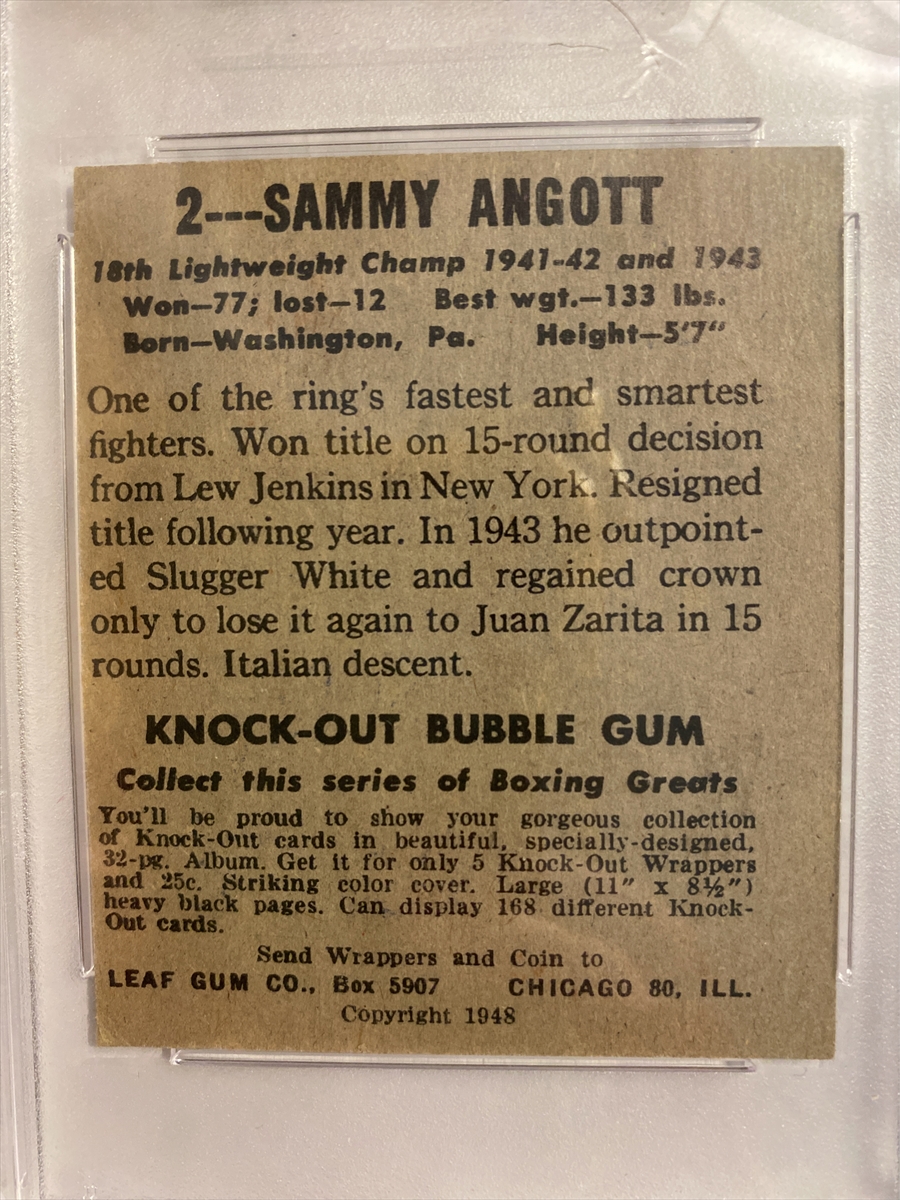 2---SAMMY ANGOTT
18th Lightweight Champ 1941-42 and 1943
Won—77; lost—12 Best wgt.—133 lbs.
Born—Washington, Pa. Height—5'7"
One of the ring's fastest and smartest
fighters. Won title on 15-round decision
from Lew Jenkins in New York. Resigned
title following year. In 1943 he outpoint-
ed Slugger White and regained crown
only to lose it again to Juan Zarita in 15
rounds. Italian descent.
KNOCK-OUT BUBBLE GUM
Collect this series of Boxing Greats
You'll be proud to show your gorgeous collection
of Knock-Out cards in beautiful, specially-designed,
32-pg. Album. Get it for only 5 Knock-Out Wrappers
and 25c. Striking color cover. Large (11" x 8½")
heavy black pages. Can display 168 different Knock-
Out cards.
Send Wrappers and Coin to
LEAF GUM CO., Box 5907 CHICAGO 80, ILL.
Copyright 1948